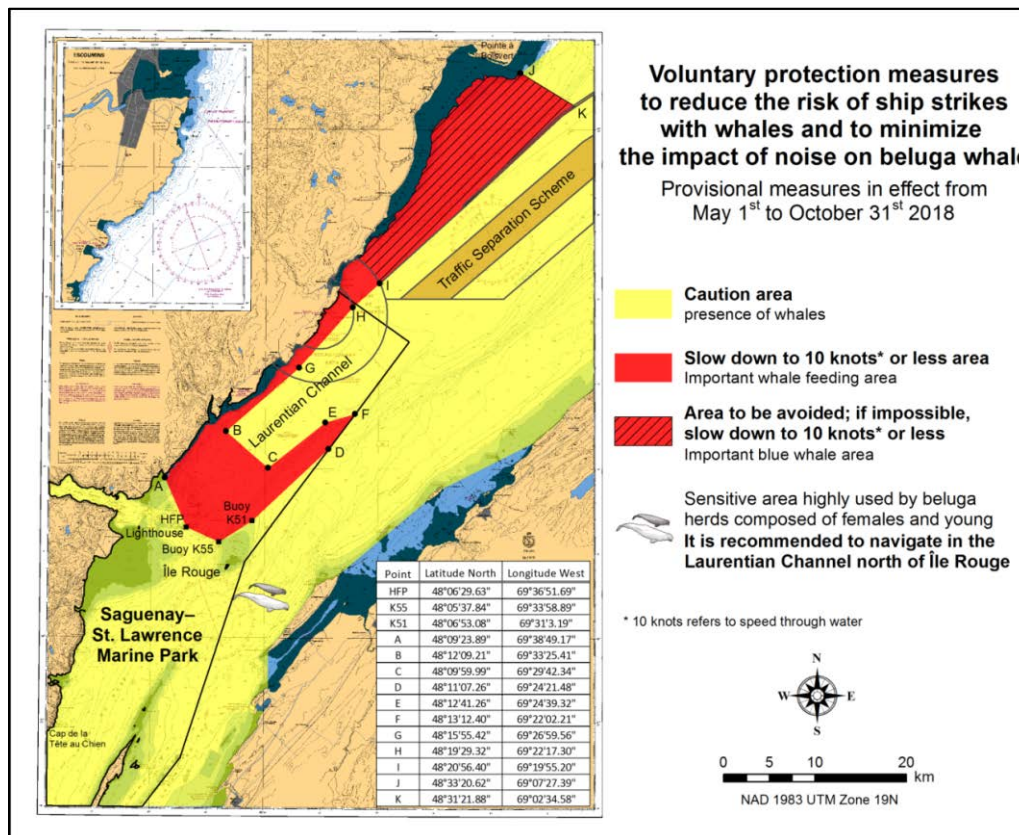 Voluntary protection measures
to reduce the risk of ship strikes
with whales and to minimize
the impact of noise on beluga whale
Provisional measures in effect from
May 1st to October 31st 2018
Caution area
presence of whales
Slow down to 10 knots* or less area
Important whale feeding area
Area to be avoided; if impossible,
slow down to 10 knots* or less
Important blue whale area
Sensitive area highly used by beluga
herds composed of females and young
It is recommended to navigate in the
Laurentian Channel north of Île Rouge
* 10 knots refers to speed through water
N
W E
S
0 5 10 20
km
NAD 1983 UTM Zone 19N
ESCOUMINS
Pointe à
Boisvert
J
K
Traffic Separation Scheme
I
H
G
Laurentian Channel
B
E
F
D
C
A
Buoy
K51
HFP
Lighthouse
Buoy K55
Île Rouge
Saguenay–
St. Lawrence
Marine Park
Cap de la
Tête au Chien
Point Latitude North Longitude West
HFP 48°06'29.63" 69°36'51.69"
K55 48°05'37.84" 69°33'58.89"
K51 48°06'53.08" 69°31'3.19"
A 48°09'23.89" 69°38'49.17"
B 48°12'09.21" 69°33'25.41"
C 48°09'59.99" 69°29'42.34"
D 48°11'07.26" 69°24'21.48"
E 48°12'41.26" 69°24'39.32"
F 48°13'12.40" 69°22'02.21"
G 48°15'55.42" 69°26'59.56"
H 48°19'29.32" 69°22'17.30"
I 48°20'56.40" 69°19'55.20"
J 48°33'20.62" 69°07'27.39"
K 48°31'21.88" 69°02'34.58"